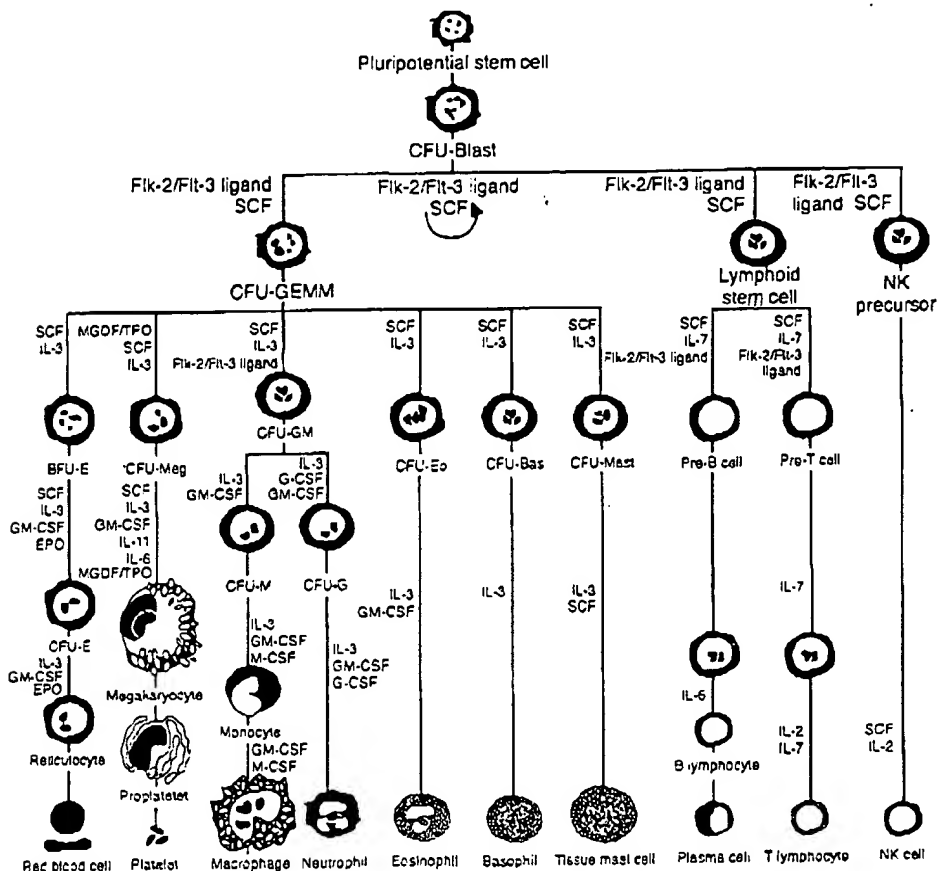 Pluripotential stem cell
CFU-Blast
Flk-2/Flt-3 ligand
SCF
Flk-2/Flt-3 ligand
SCF
Flk-2/Flt-3 ligand
SCF
Flk-2/Flt-3
ligand SCF
CFU-GEMM
Lymphoid
stem cell
NK
precursor
SCF
IL-3
MGDF/TPO
SCF
IL-3
SCF
IL-3
Flk-2/Flt-3 ligand
SCF
IL-3
SCF
IL-3
SCF
IL-3
SCF
IL-7
Flk-2/Flt-3 ligand
SCF
IL-7
Flk-2/Flt-3
ligand
BFU-E
CFU-Meg
CFU-GM
CFU-Eo
CFU-Bas
CFU-Mast
Pre-B cell
Pre-T cell
SCF
IL-3
GM-CSF
EPO
SCF
IL-3
GM-CSF
IL-11
IL-6
MGDF/TPO
IL-3
GM-CSF
IL-3
G-CSF
GM-CSF
CFU-E
CFU-M
CFU-G
IL-3
GM-CSF
IL-3
IL-3
SCF
IL-7
IL-3
GM-CSF
EPO
Megakaryocyte
IL-3
GM-CSF
M-CSF
IL-3
GM-CSF
G-CSF
IL-6
Reticulocyte
Proplatelet
Monocyte
GM-CSF
M-CSF
B lymphocyte
IL-2
IL-7
SCF
IL-2
Red blood cell
Platelet
Macrophage
Neutrophil
Eosinophil
Basophil
Tissue mast cell
Plasma cell
T lymphocyte
NK cell